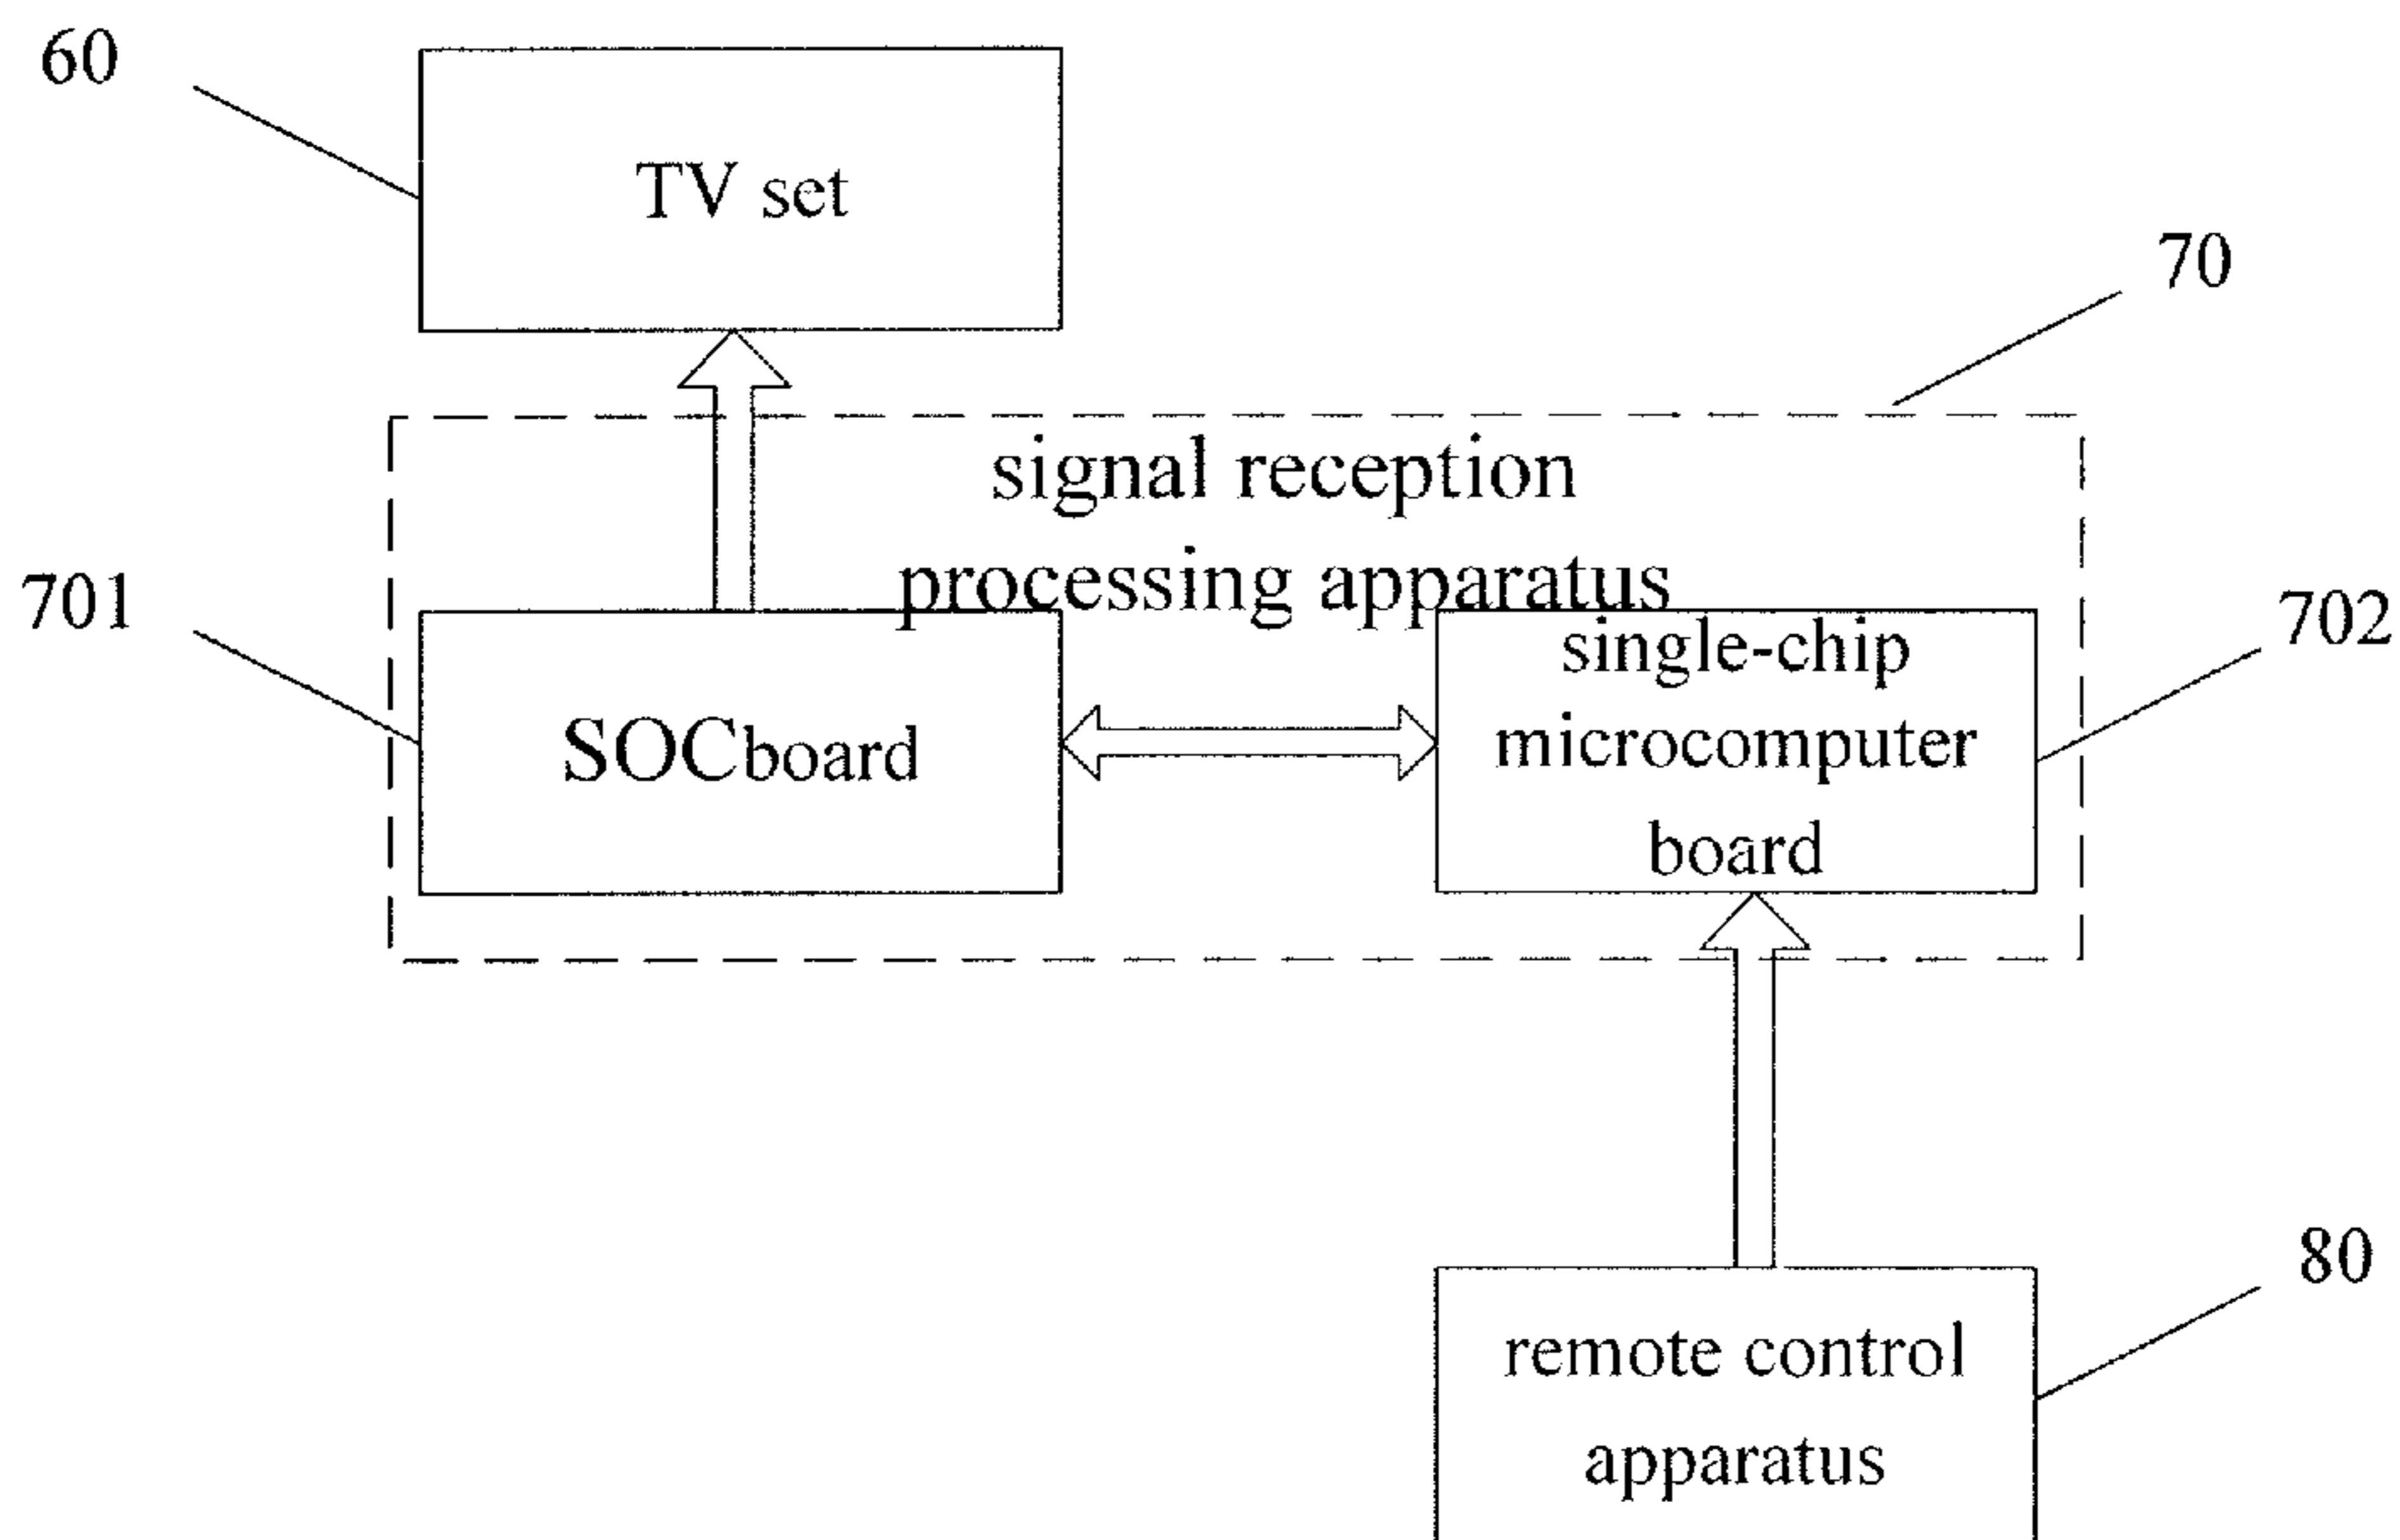 60
TV set
70
signal reception
processing apparatus
701
702
single-chip
SOCboard
microcomputer
board
80
remote control
apparatus